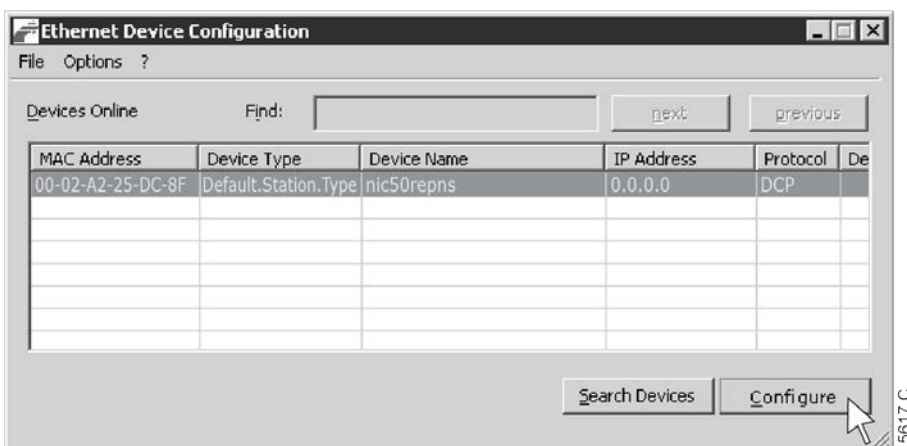 Ethernet Device Configuration
File Options ?
Devices Online Find: next previous
MAC Address Device Type Device Name IP Address Protocol De
00-02-A2-25-DC-8F Default.Station.Type nic50repns 0.0.0.0 DCP
Search Devices Configure
5617 C